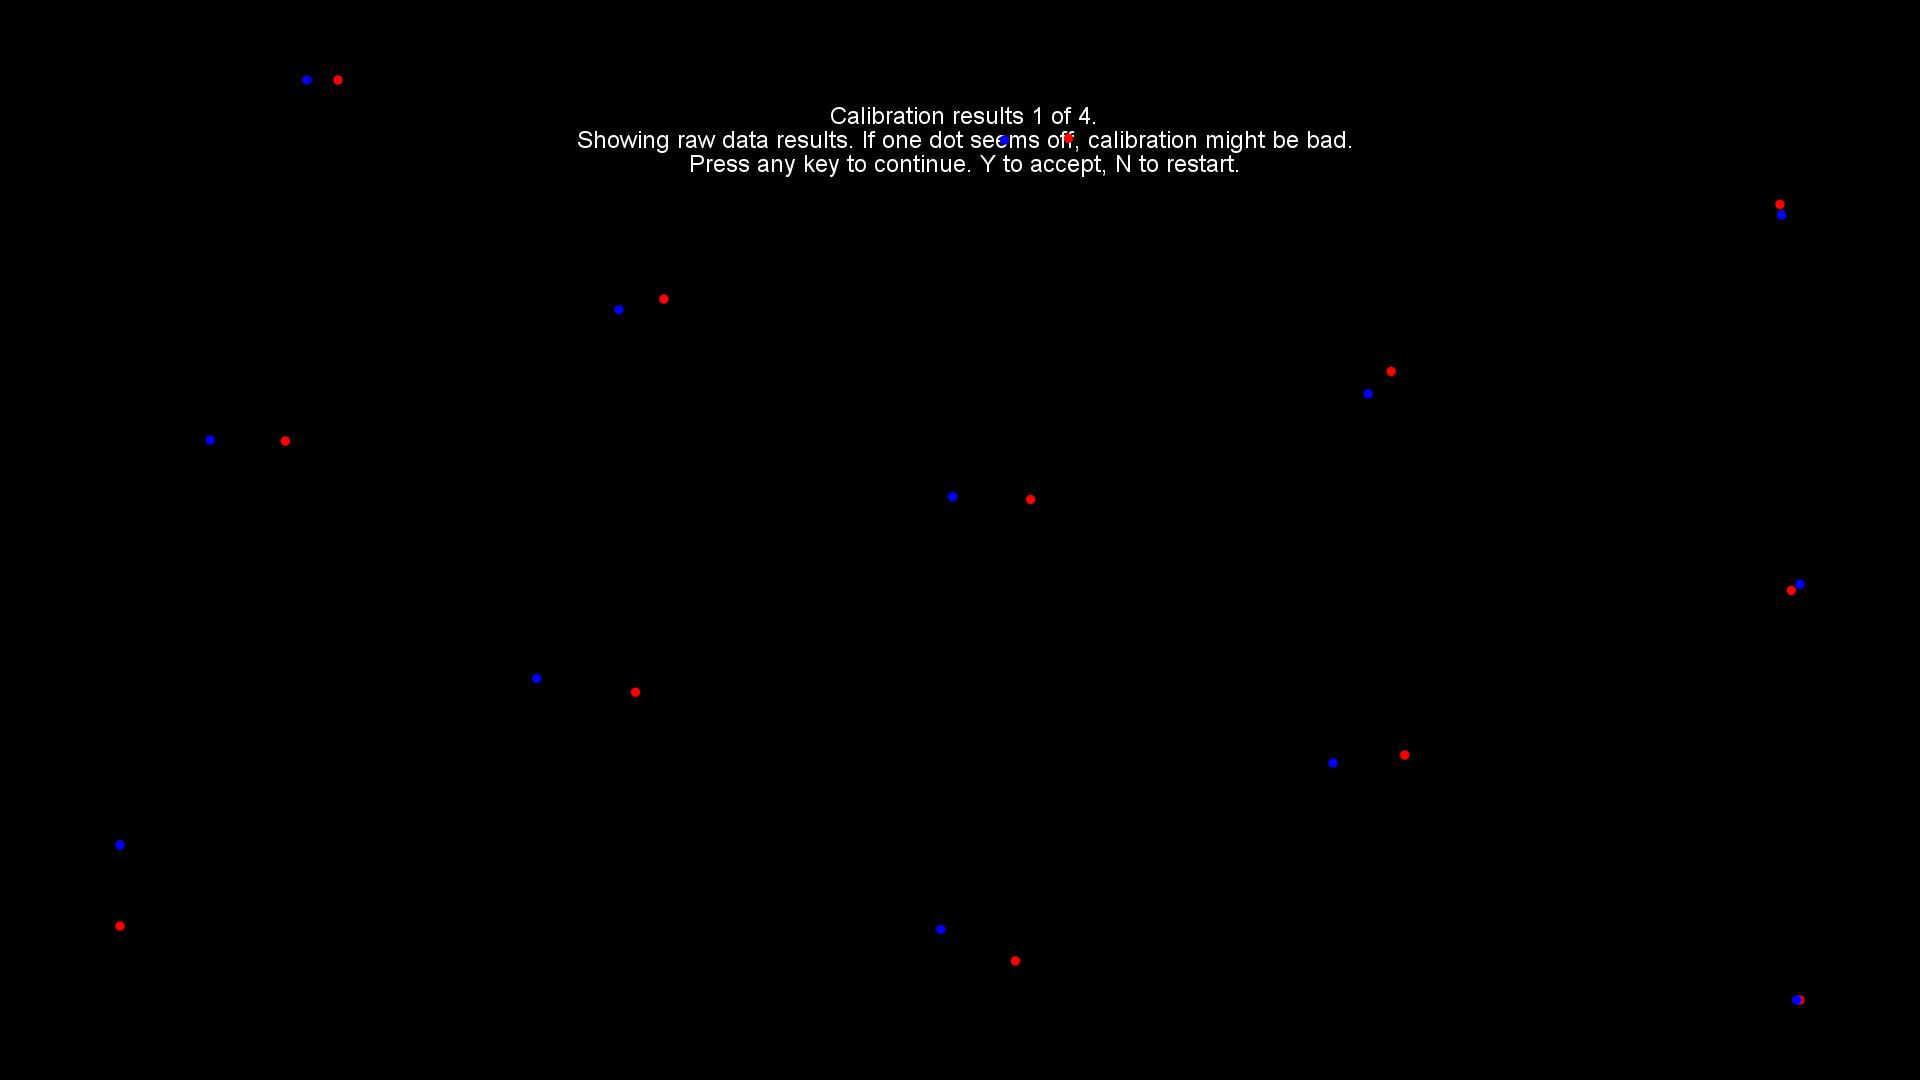 Calibration results 1 of 4.
Showing raw data results. If one dot seems off, calibration might be bad.
Press any key to continue. Y to accept, N to restart.